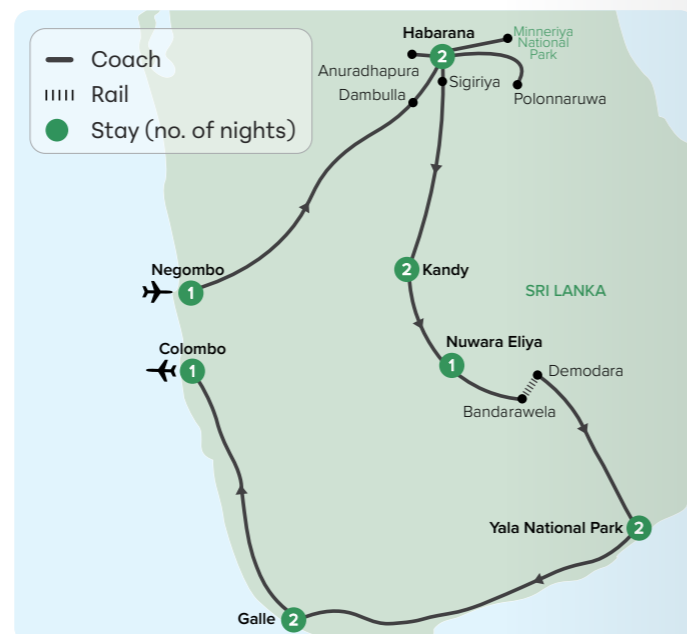 Coach
Rail
Stay (no. of nights)
Habarana
2
Minneriya
National
Park
Anuradhapura
Sigiriya
Dambulla
Polonnaruwa
Negombo
1
2
Kandy
SRI LANKA
Colombo
1
Nuwara Eliya
1
Demodara
Bandarawela
Yala National Park
2
Galle
2